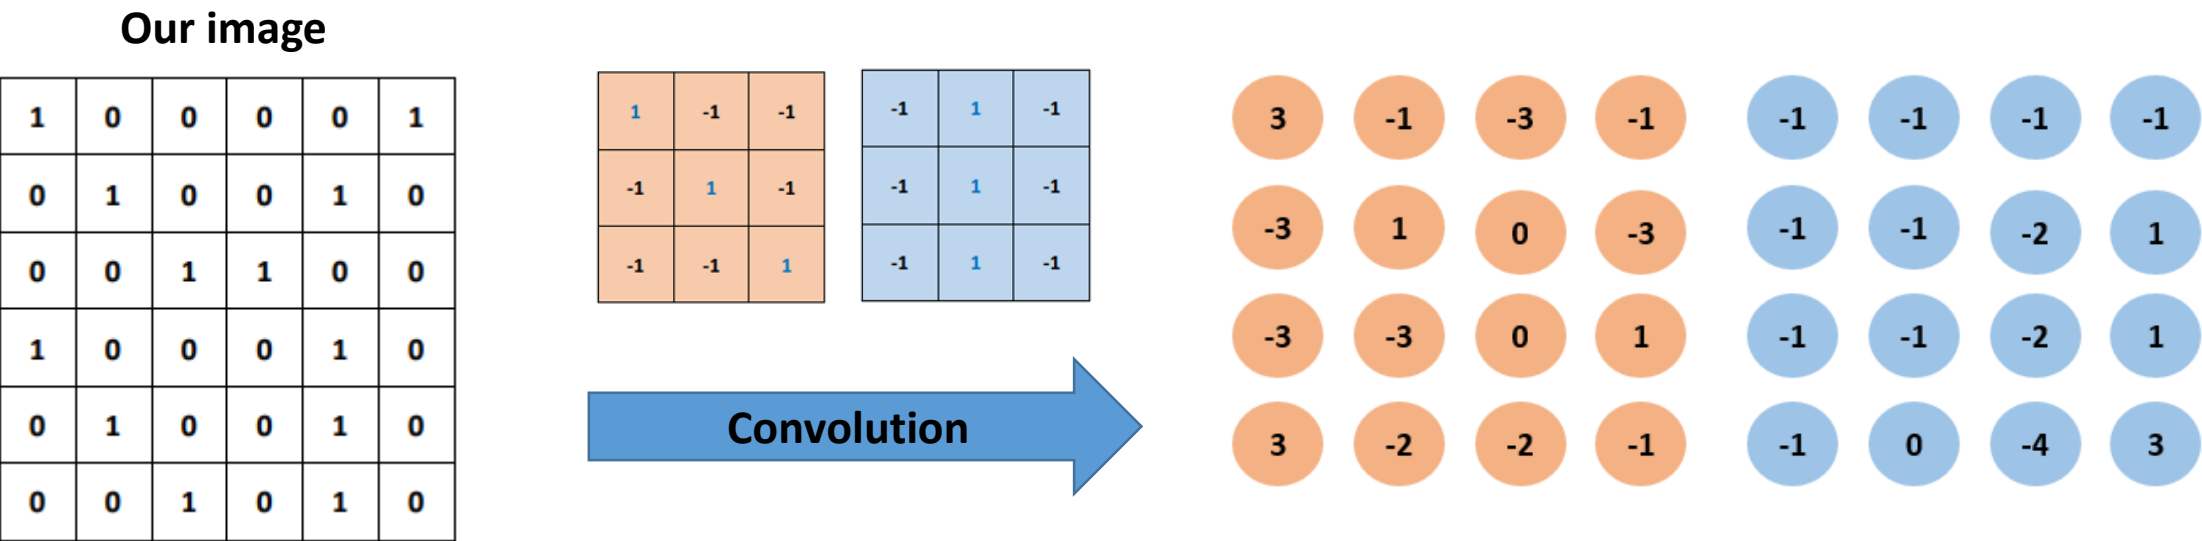 Our image
1 0 0 0 0 1
0 1 0 0 1 0
0 0 1 1 0 0
1 0 0 0 1 0
0 1 0 0 1 0
0 0 1 0 1 0
1 -1 -1
-1 1 -1
-1 -1 1
-1 1 -1
-1 1 -1
-1 1 -1
Convolution
3 -1 -3 -1
-3 1 0 -3
-3 -3 0 1
3 -2 -2 -1
-1 -1 -1 -1
-1 -1 -2 1
-1 -1 -2 1
-1 0 -4 3